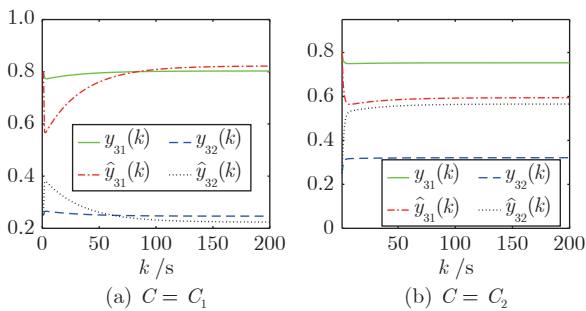 1.0
0.8
0.6
0.4
0.2
y₃₁(k) y₃₂(k)
ŷ₃₁(k) ŷ₃₂(k)
0 50 100 150 200
k /s
(a) C = C₁
0.8
0.6
0.4
0.2
0
y₃₁(k) y₃₂(k)
ŷ₃₁(k) ŷ₃₂(k)
50 100 150 200
k /s
(b) C = C₂